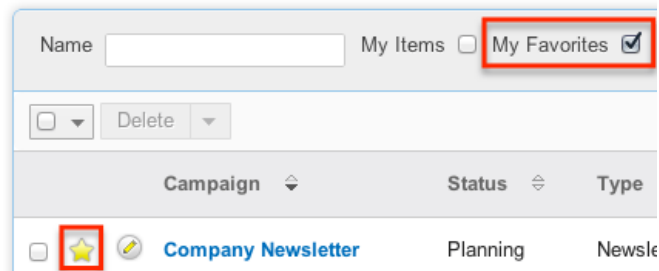 Name My Items My Favorites
Delete
Campaign Status Type
Company Newsletter Planning Newsle